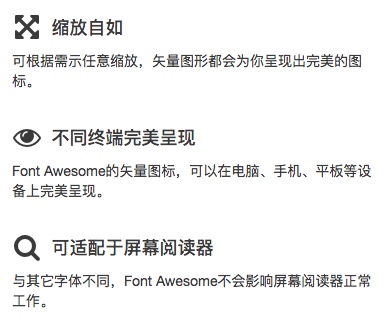 缩放自如
可根据需示任意缩放，矢量图形都会为你呈现出完美的图
标。
不同终端完美呈现
Font Awesome的矢量图标，可以在电脑、手机、平板等设
备上完美呈现。
可适配于屏幕阅读器
与其它字体不同，Font Awesome不会影响屏幕阅读器正常
工作。